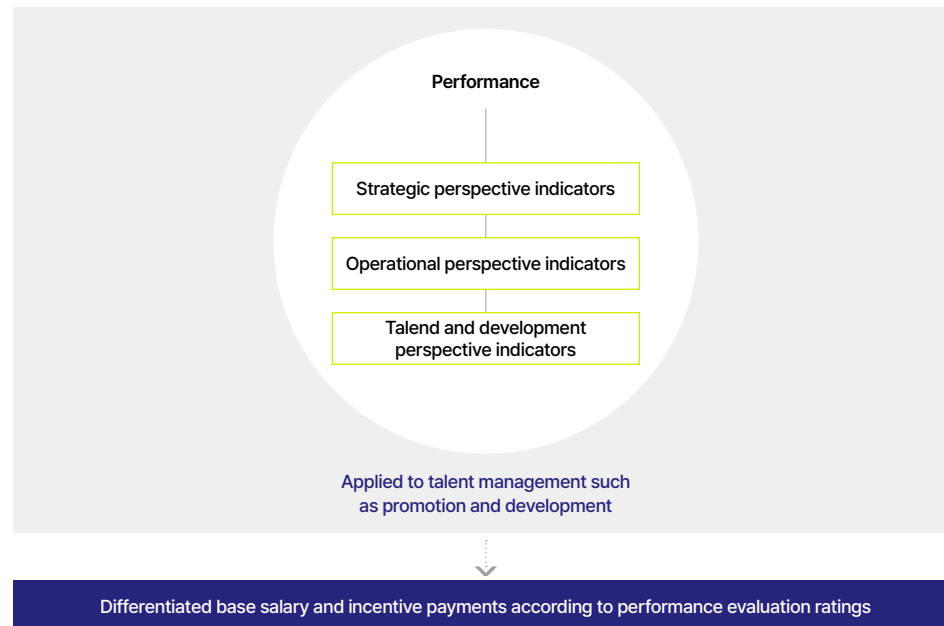 Performance
Strategic perspective indicators
Operational perspective indicators
Talend and development
perspective indicators
Applied to talent management such
as promotion and development
Differentiated base salary and incentive payments according to performance evaluation ratings